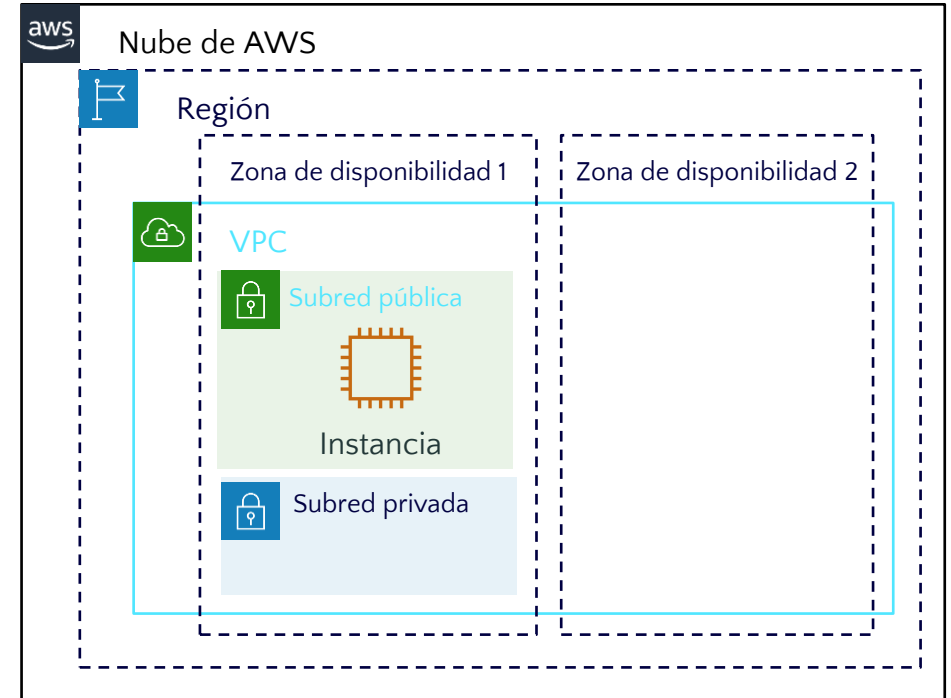 aws
Nube de AWS
Región
Zona de disponibilidad 1
Zona de disponibilidad 2
VPC
Subred pública
Instancia
Subred privada